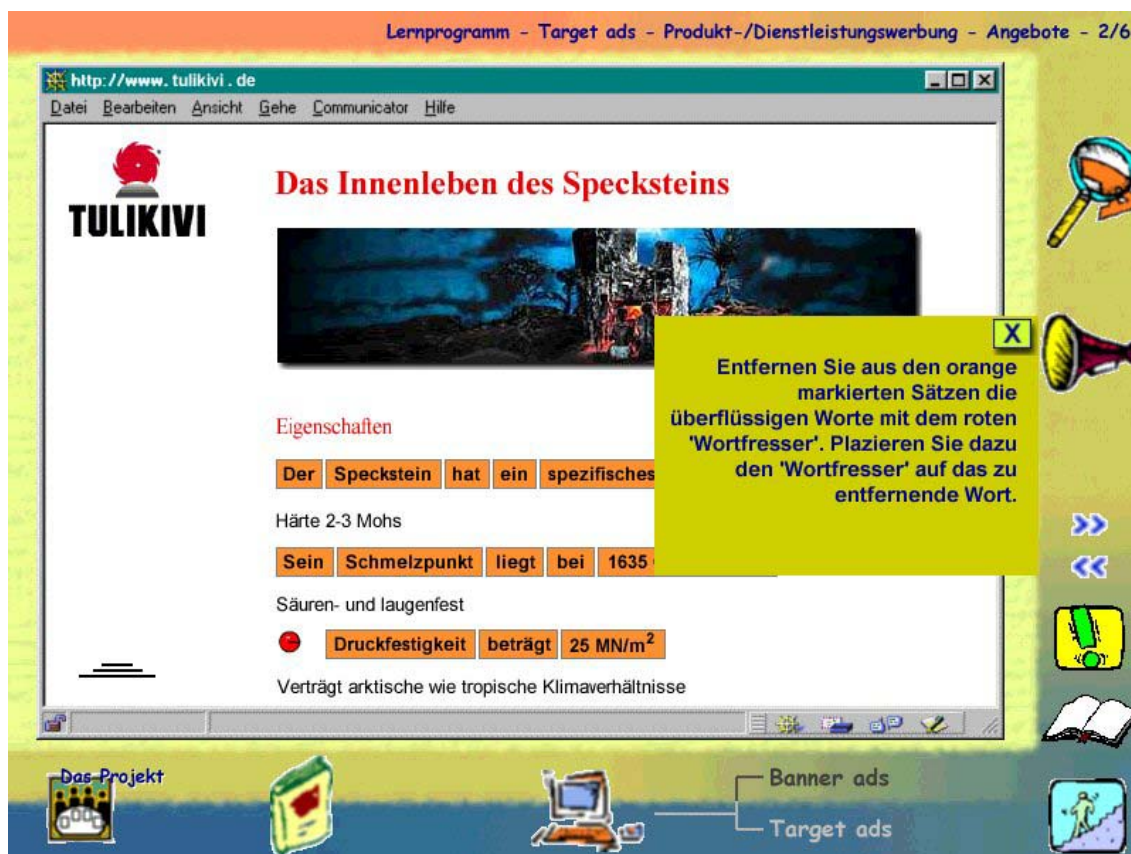 Lernprogramm - Target ads - Produkt-/Dienstleistungswerbung - Angebote - 2/6
http://www.tulikivi.de
Datei Bearbeiten Ansicht Gehe Communicator Hilfe
TULIKIVI
Das Innenleben des Specksteins
X
Entfernen Sie aus den orange
markierten Sätzen die
überflüssigen Worte mit dem roten
'Wortfresser'. Plazieren Sie dazu
den 'Wortfresser' auf das zu
entfernende Wort.
Eigenschaften
Der Speckstein hat ein spezifisches
Härte 2-3 Mohs
Sein Schmelzpunkt liegt bei 1635
Säuren- und laugenfest
Druckfestigkeit beträgt 25 MN/m²
Verträgt arktische wie tropische Klimaverhältnisse
>>
<<
Das Projekt
Banner ads
Target ads